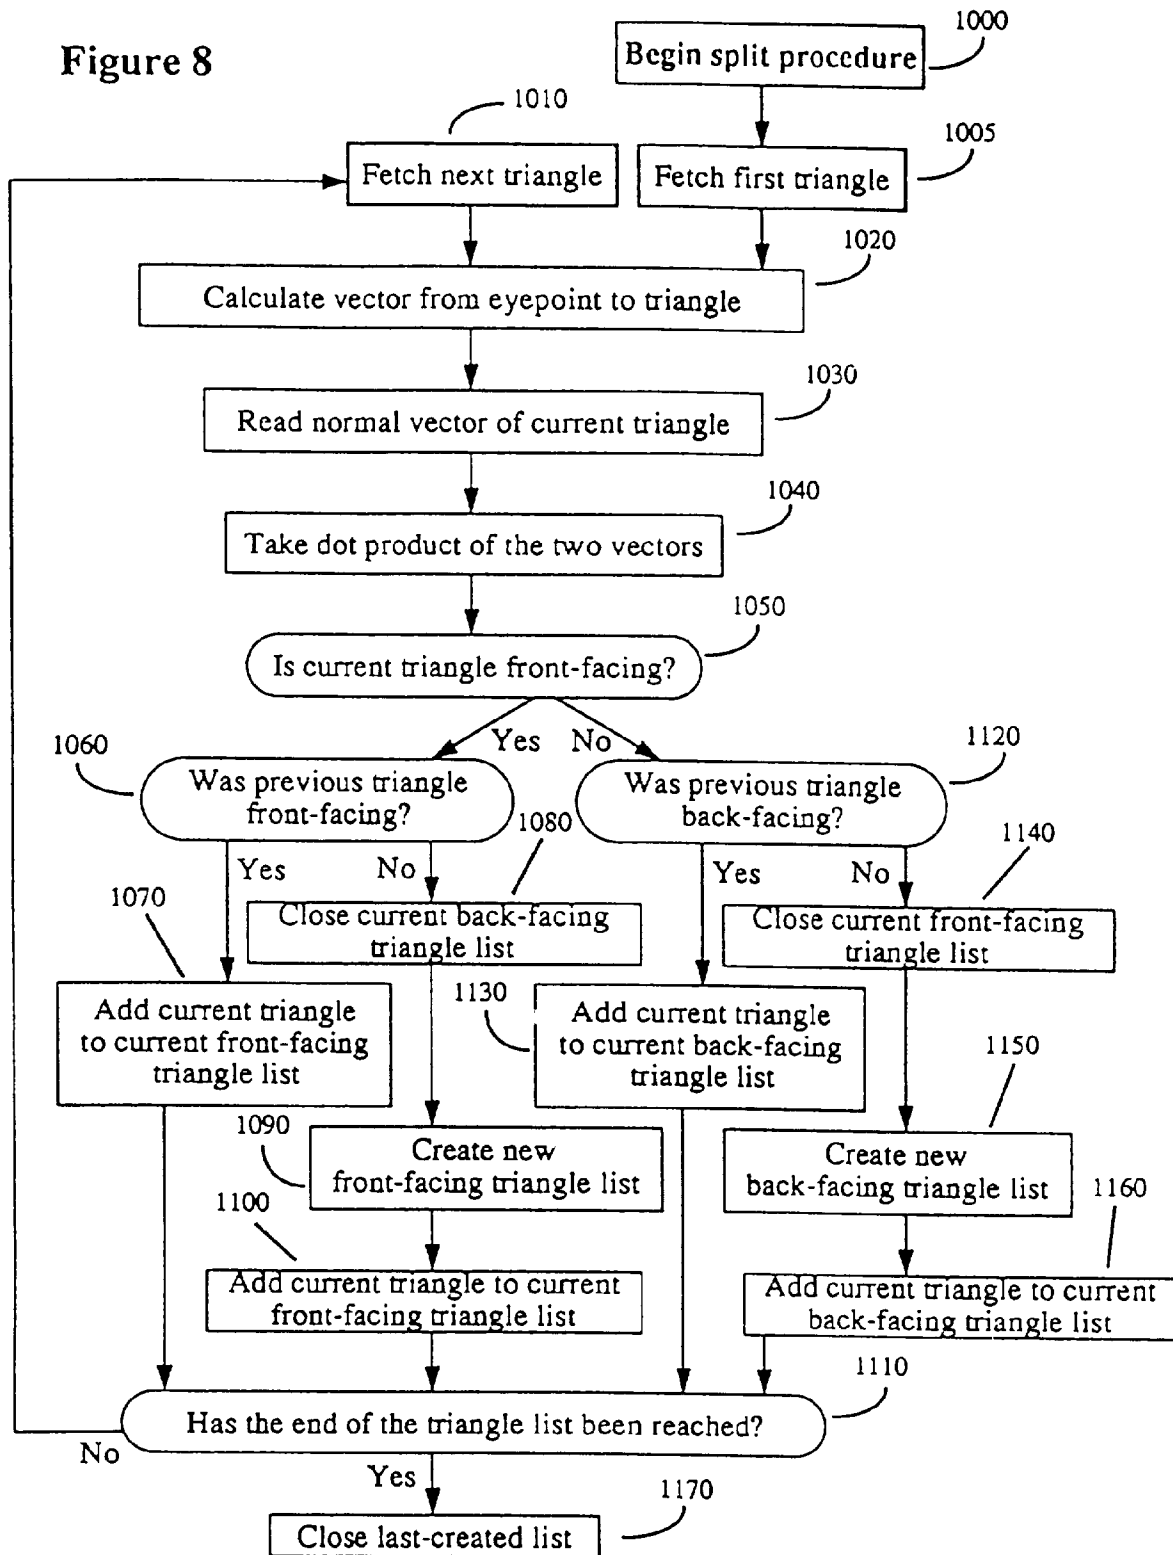 Figure 8
1000
Begin split procedure
1010
1005
Fetch next triangle
Fetch first triangle
1020
Calculate vector from eyepoint to triangle
1030
Read normal vector of current triangle
1040
Take dot product of the two vectors
1050
Is current triangle front-facing?
Yes
No
1060
1120
Was previous triangle
front-facing?
Was previous triangle
back-facing?
1080
1140
Yes
No
Yes
No
1070
Close current back-facing
triangle list
Close current front-facing
triangle list
1130
Add current triangle
to current front-facing
triangle list
Add current triangle
to current back-facing
triangle list
1150
1090
Create new
front-facing triangle list
Create new
back-facing triangle list
1160
1100
Add current triangle to current
front-facing triangle list
Add current triangle to current
back-facing triangle list
1110
Has the end of the triangle list been reached?
No
Yes
1170
Close last-created list